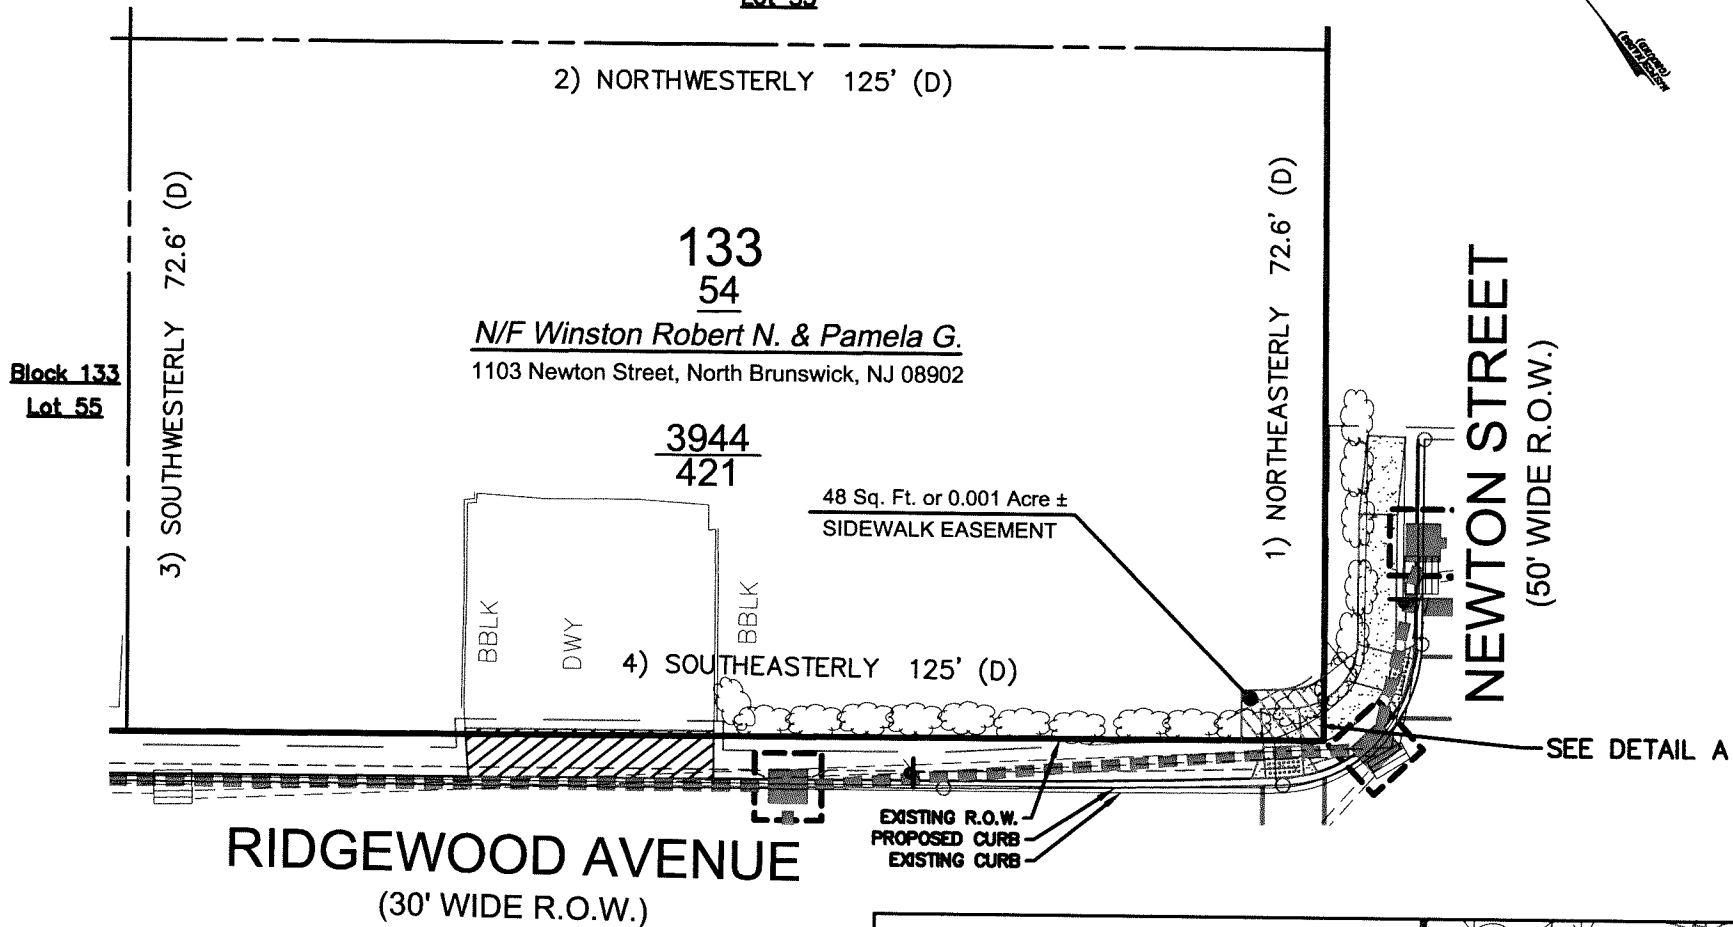 2) NORTHWESTERLY 125' (D)
3) SOUTHWESTERLY 72.6' (D)
1) NORTHEASTERLY 72.6' (D)
133
54
N/F Winston Robert N. & Pamela G.
1103 Newton Street, North Brunswick, NJ 08902
Block 133
Lot 55
3944
421
48 Sq. Ft. or 0.001 Acre ±
SIDEWALK EASEMENT
NEWTON STREET
(50' WIDE R.O.W.)
BBLK
DWY
BBLK
4) SOUTHEASTERLY 125' (D)
SEE DETAIL A
EXISTING R.O.W.
PROPOSED CURB
EXISTING CURB
RIDGEWOOD AVENUE
(30' WIDE R.O.W.)